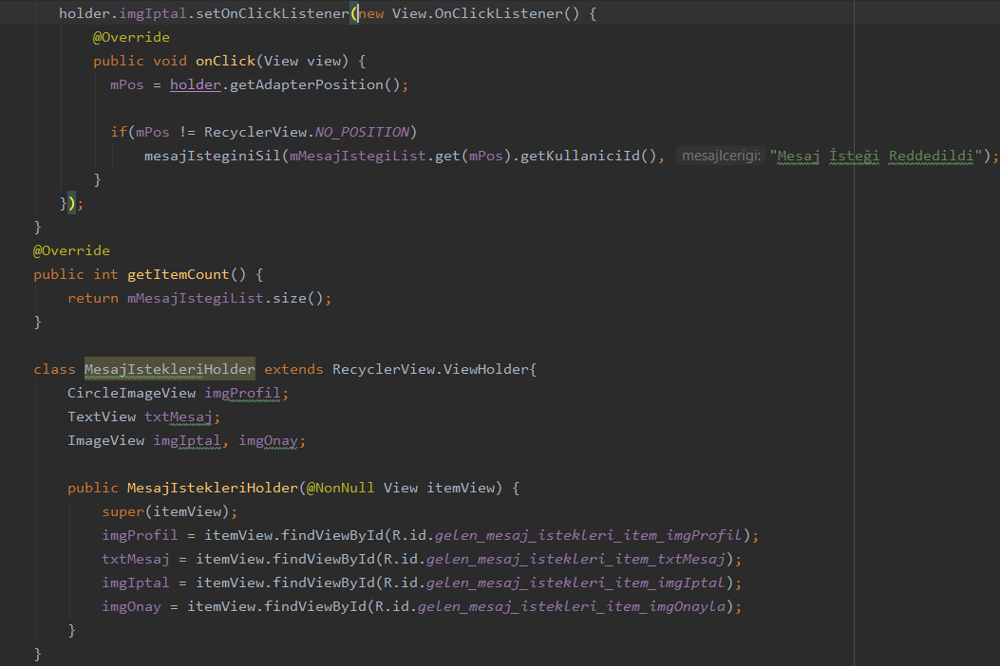 holder.imgIptal.setOnClickListener(new View.OnClickListener() {
@Override
public void onClick(View view) {
mPos = holder.getAdapterPosition();
if(mPos != RecyclerView.NO_POSITION)
mesajIsteginiSil(mMesajIstegiList.get(mPos).getKullaniciId(), mesajIcerigi: "Mesaj İsteği Reddedildi");
}
});
}
@Override
public int getItemCount() {
return mMesajIstegiList.size();
}
class MesajIstekleriHolder extends RecyclerView.ViewHolder{
CircleImageView imgProfil;
TextView txtMesaj;
ImageView imgIptal, imgOnay;
public MesajIstekleriHolder(@NonNull View itemView) {
super(itemView);
imgProfil = itemView.findViewById(R.id.gelen_mesaj_istekleri_item_imgProfil);
txtMesaj = itemView.findViewById(R.id.gelen_mesaj_istekleri_item_txtMesaj);
imgIptal = itemView.findViewById(R.id.gelen_mesaj_istekleri_item_imgIptal);
imgOnay = itemView.findViewById(R.id.gelen_mesaj_istekleri_item_imgOnayla);
}
}